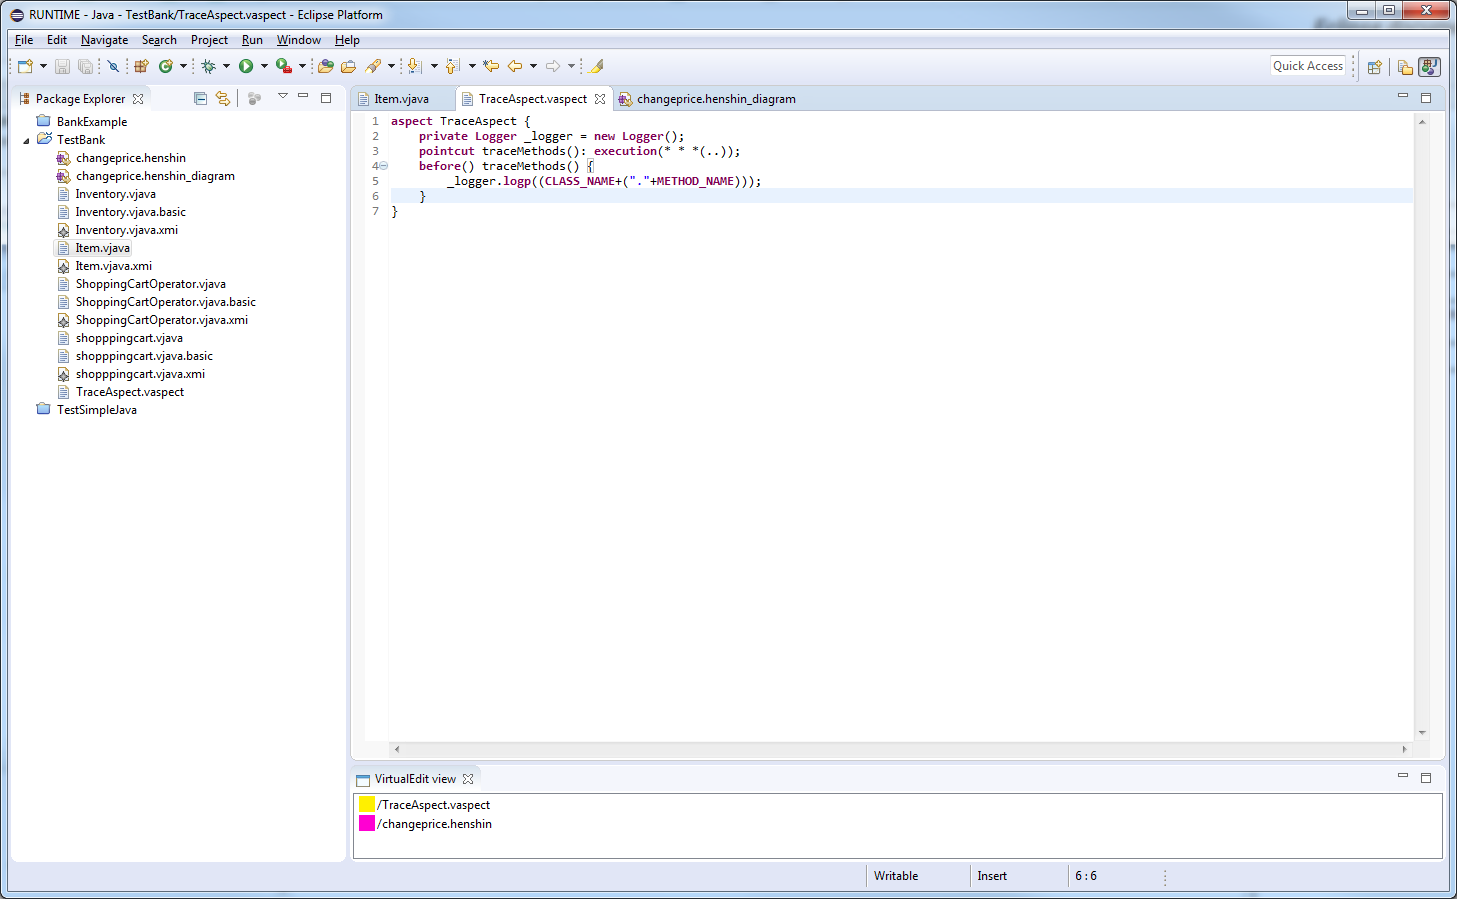 RUNTIME - Java - TestBank/TraceAspect.vaspect - Eclipse Platform
File Edit Navigate Search Project Run Window Help
Quick Access
Package Explorer
BankExample
TestBank
changeprice.henshin
changeprice.henshin_diagram
Inventory.vjava
Inventory.vjava.basic
Inventory.vjava.xmi
Item.vjava
Item.vjava.xmi
ShoppingCartOperator.vjava
ShoppingCartOperator.vjava.basic
ShoppingCartOperator.vjava.xmi
shopppingcart.vjava
shopppingcart.vjava.basic
shopppingcart.vjava.xmi
TraceAspect.vaspect
TestSimpleJava
Item.vjava TraceAspect.vaspect changeprice.henshin_diagram
1 aspect TraceAspect {
2 private Logger _logger = new Logger();
3 pointcut traceMethods(): execution(* * *(..));
4 before() traceMethods() {
5 _logger.logp((CLASS_NAME+("."+METHOD_NAME)));
6 }
7 }
VirtualEdit view
/TraceAspect.vaspect
/changeprice.henshin
Writable Insert 6 : 6